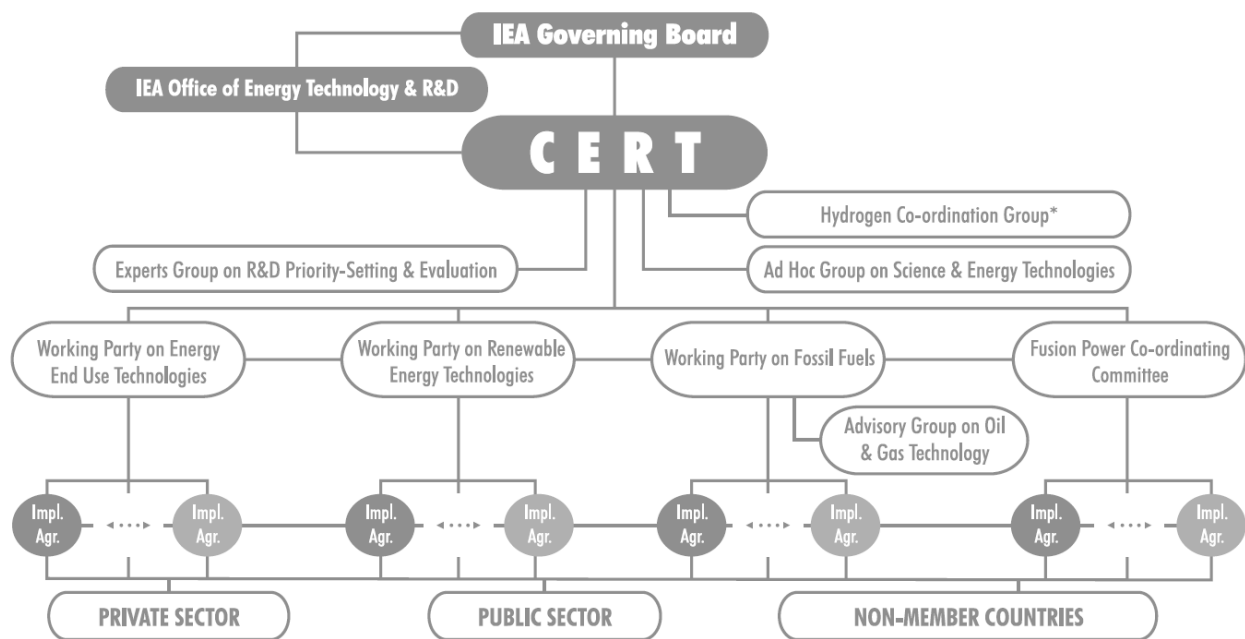 IEA Governing Board
IEA Office of Energy Technology & R&D
C E R T
Hydrogen Co-ordination Group*
Experts Group on R&D Priority-Setting & Evaluation
Ad Hoc Group on Science & Energy Technologies
Working Party on Energy
End Use Technologies
Working Party on Renewable
Energy Technologies
Working Party on Fossil Fuels
Fusion Power Co-ordinating
Committee
Advisory Group on Oil
& Gas Technology
Impl.
Agr.
Impl.
Agr.
Impl.
Agr.
Impl.
Agr.
Impl.
Agr.
Impl.
Agr.
Impl.
Agr.
Impl.
Agr.
PRIVATE SECTOR
PUBLIC SECTOR
NON-MEMBER COUNTRIES